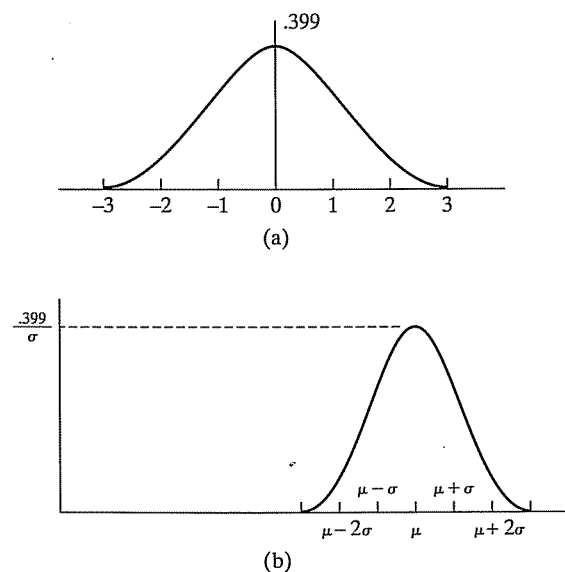 .399
−3 −2 −1 0 1 2 3
(a)
.399
σ
μ − σ μ + σ
μ − 2σ μ μ + 2σ
(b)